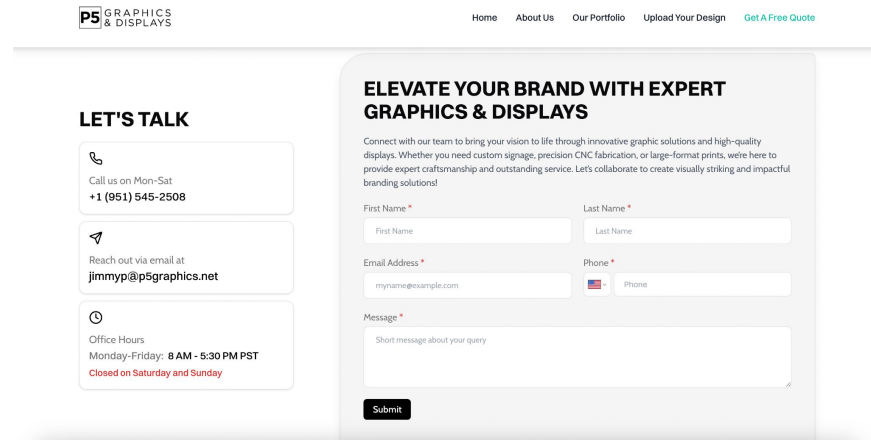 P5 GRAPHICS
& DISPLAYS
Home About Us Our Portfolio Upload Your Design Get A Free Quote
LET'S TALK
Call us on Mon-Sat
+1 (951) 545-2508
Reach out via email at
jimmyp@p5graphics.net
Office Hours
Monday-Friday: 8 AM - 5:30 PM PST
Closed on Saturday and Sunday
ELEVATE YOUR BRAND WITH EXPERT
GRAPHICS & DISPLAYS
Connect with our team to bring your vision to life through innovative graphic solutions and high-quality
displays. Whether you need custom signage, precision CNC fabrication, or large-format prints, we're here to
provide expert craftsmanship and outstanding service. Let's collaborate to create visually striking and impactful
branding solutions!
First Name * Last Name *
First Name Last Name
Email Address * Phone *
myname@example.com Phone
Message *
Short message about your query
Submit